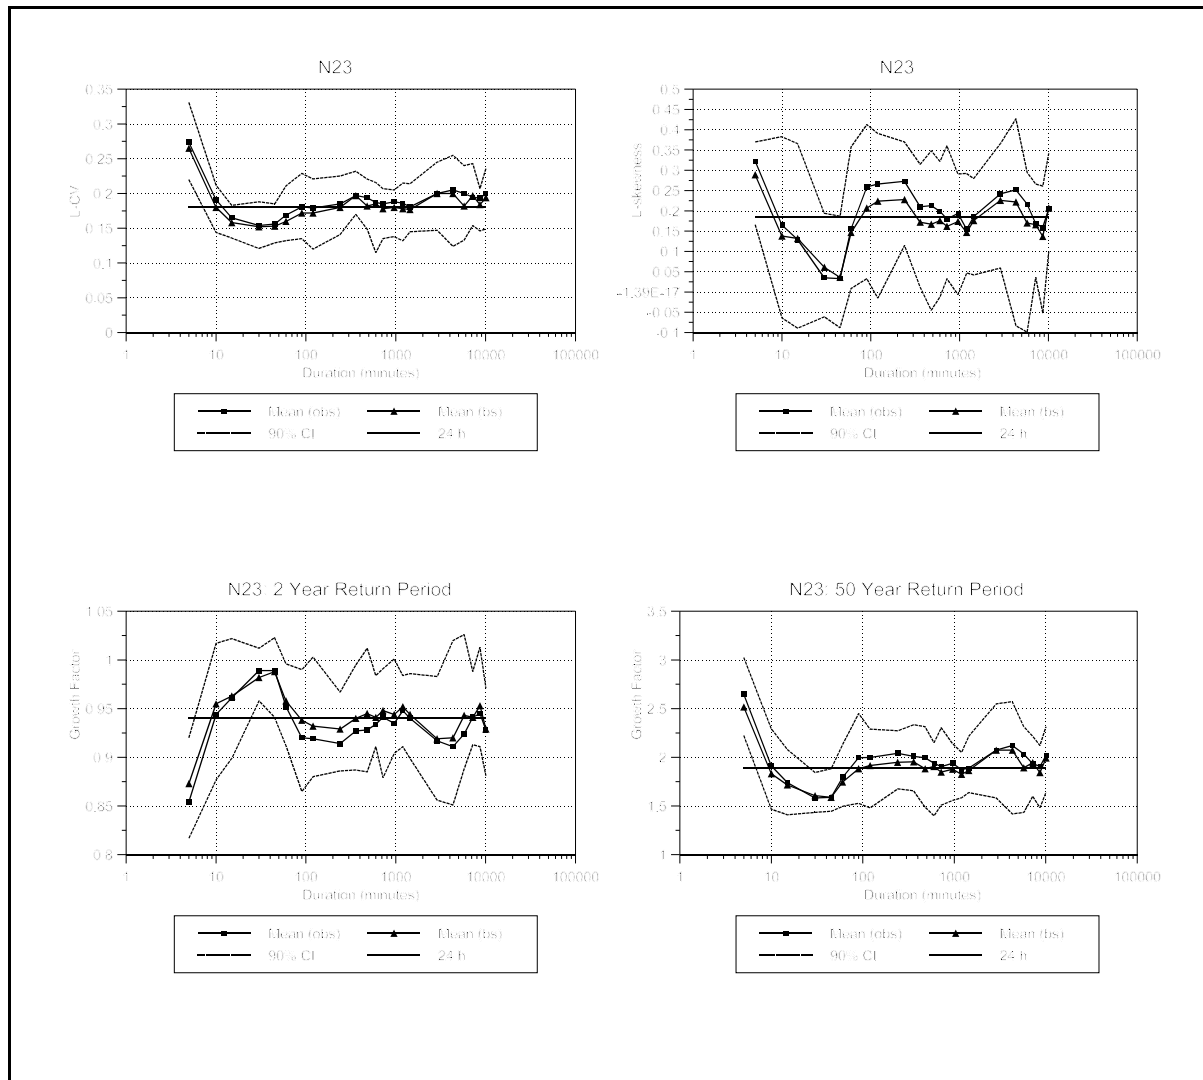 N23
0.35
0.3
0.25
0.2
0.15
0.1
0.05
0
L-CV
1 10 100 1000 10000 100000
Duration (minutes)
Mean (obs) Mean (bs)
90% CI 24 h
N23
0.5
0.45
0.4
0.35
0.3
0.25
0.2
0.15
0.1
0.05
-1.39E-17
-0.05
-0.1
L-skewness
1 10 100 1000 10000 100000
Duration (minutes)
Mean (obs) Mean (bs)
90% CI 24 h
N23: 2 Year Return Period
1.05
1
0.95
0.9
0.85
0.8
Growth Factor
1 10 100 1000 10000 100000
Duration (minutes)
Mean (obs) Mean (bs)
90% CI 24 h
N23: 50 Year Return Period
3.5
3
2.5
2
1.5
1
Growth Factor
1 10 100 1000 10000 100000
Duration (minutes)
Mean (obs) Mean (bs)
90% CI 24 h